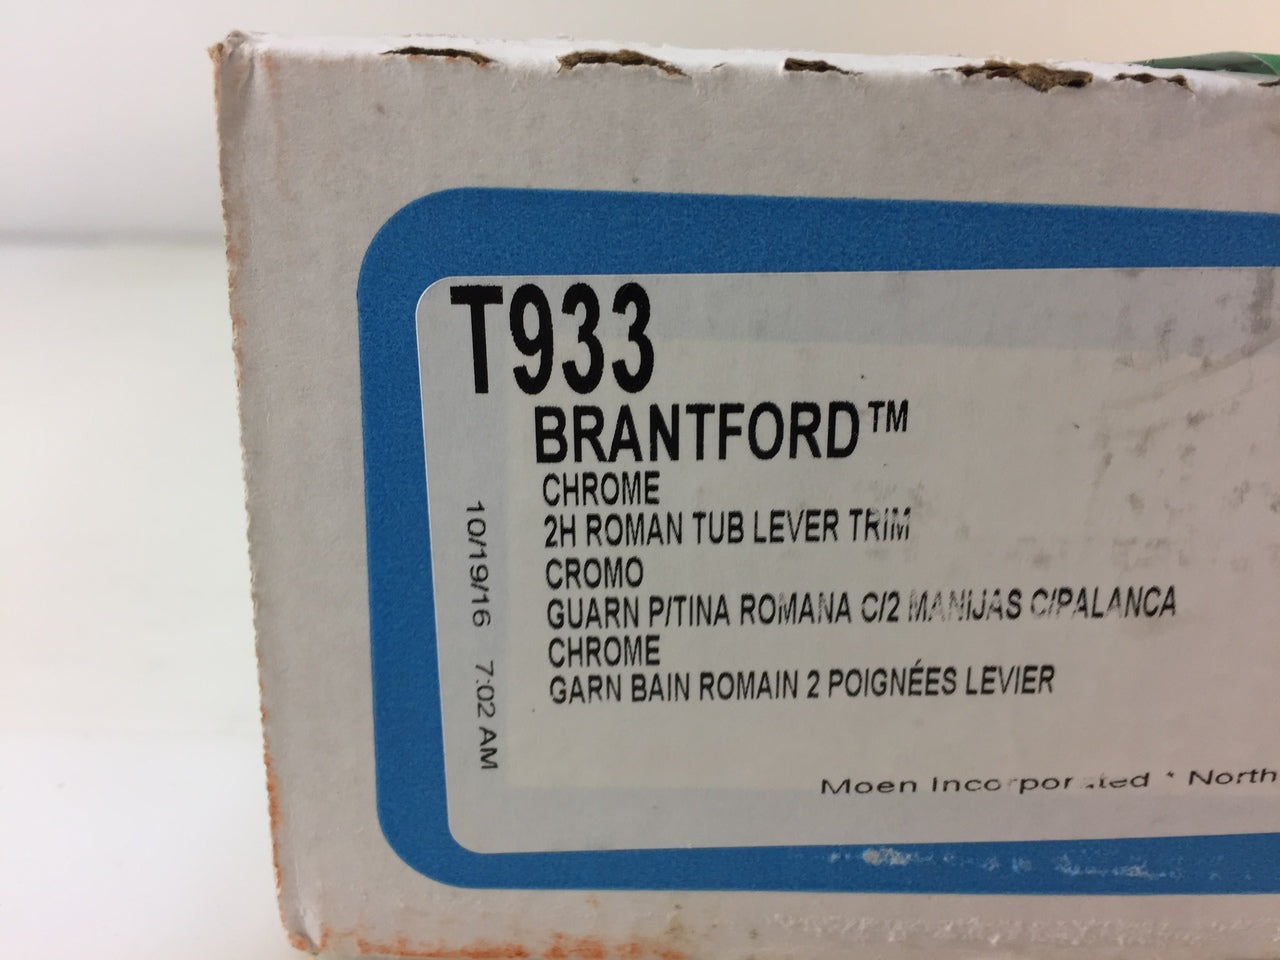 T933
BRANTFORD™
CHROME
2H ROMAN TUB LEVER TRIM
CROMO
GUARN P/TINA ROMANA C/2 MANIJAS C/PALANCA
CHROME
GARN BAIN ROMAIN 2 POIGNÉES LEVIER
10/19/16 7:02 AM
Moen Incorporated * North